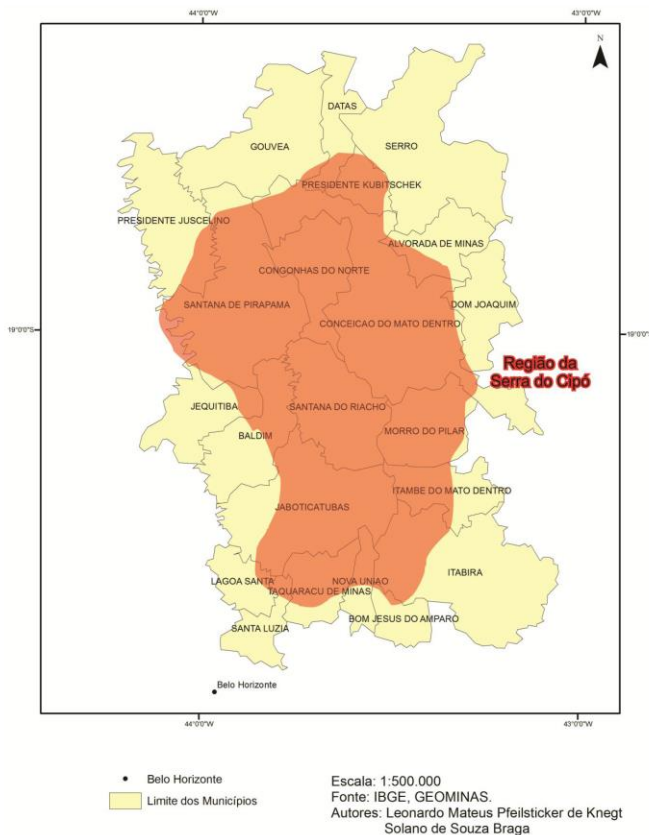 44°0'0"W
43°0'0"W
N
DATAS
GOUVEA
SERRO
PRESIDENTE KUBITSCHEK
PRESIDENTE JUSCELINO
ALVORADA DE MINAS
CONGONHAS DO NORTE
SANTANA DE PIRAPAMA
DOM JOAQUIM
CONCEICAO DO MATO DENTRO
19°0'0"S
19°0'0"S
Região da
Serra do Cipó
JEQUITIBA
SANTANA DO RIACHO
BALDIM
MORRO DO PILAR
ITAMBE DO MATO DENTRO
JABOTICATUBAS
ITABIRA
LAGOA SANTA
NOVA UNIAO
TAQUARACU DE MINAS
BOM JESUS DO AMPARO
SANTA LUZIA
Belo Horizonte
44°0'0"W
43°0'0"W
Belo Horizonte
Limite dos Municípios
Escala: 1:500.000
Fonte: IBGE, GEOMINAS.
Autores: Leonardo Mateus Pfeilsticker de Knegt
Solano de Souza Braga